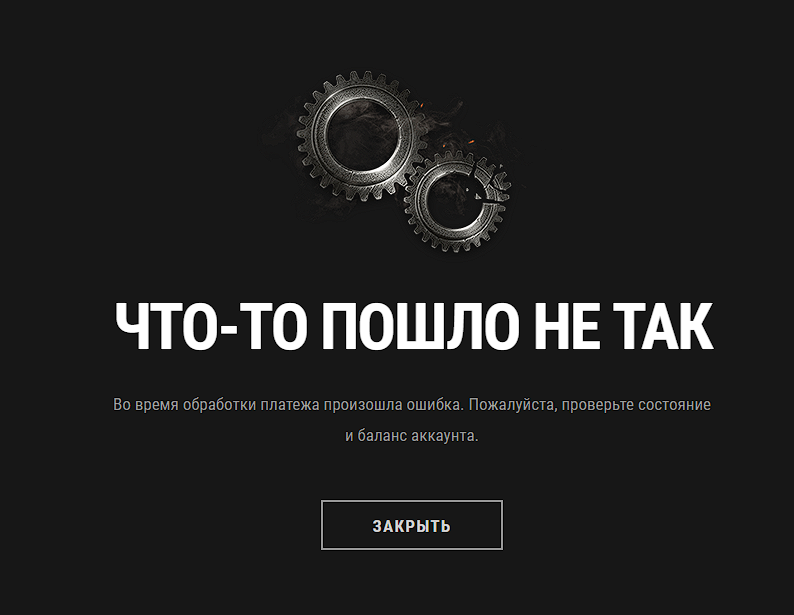 ЧТО-ТО ПОШЛО НЕ ТАК
Во время обработки платежа произошла ошибка. Пожалуйста, проверьте состояние
и баланс аккаунта.
ЗАКРЫТЬ